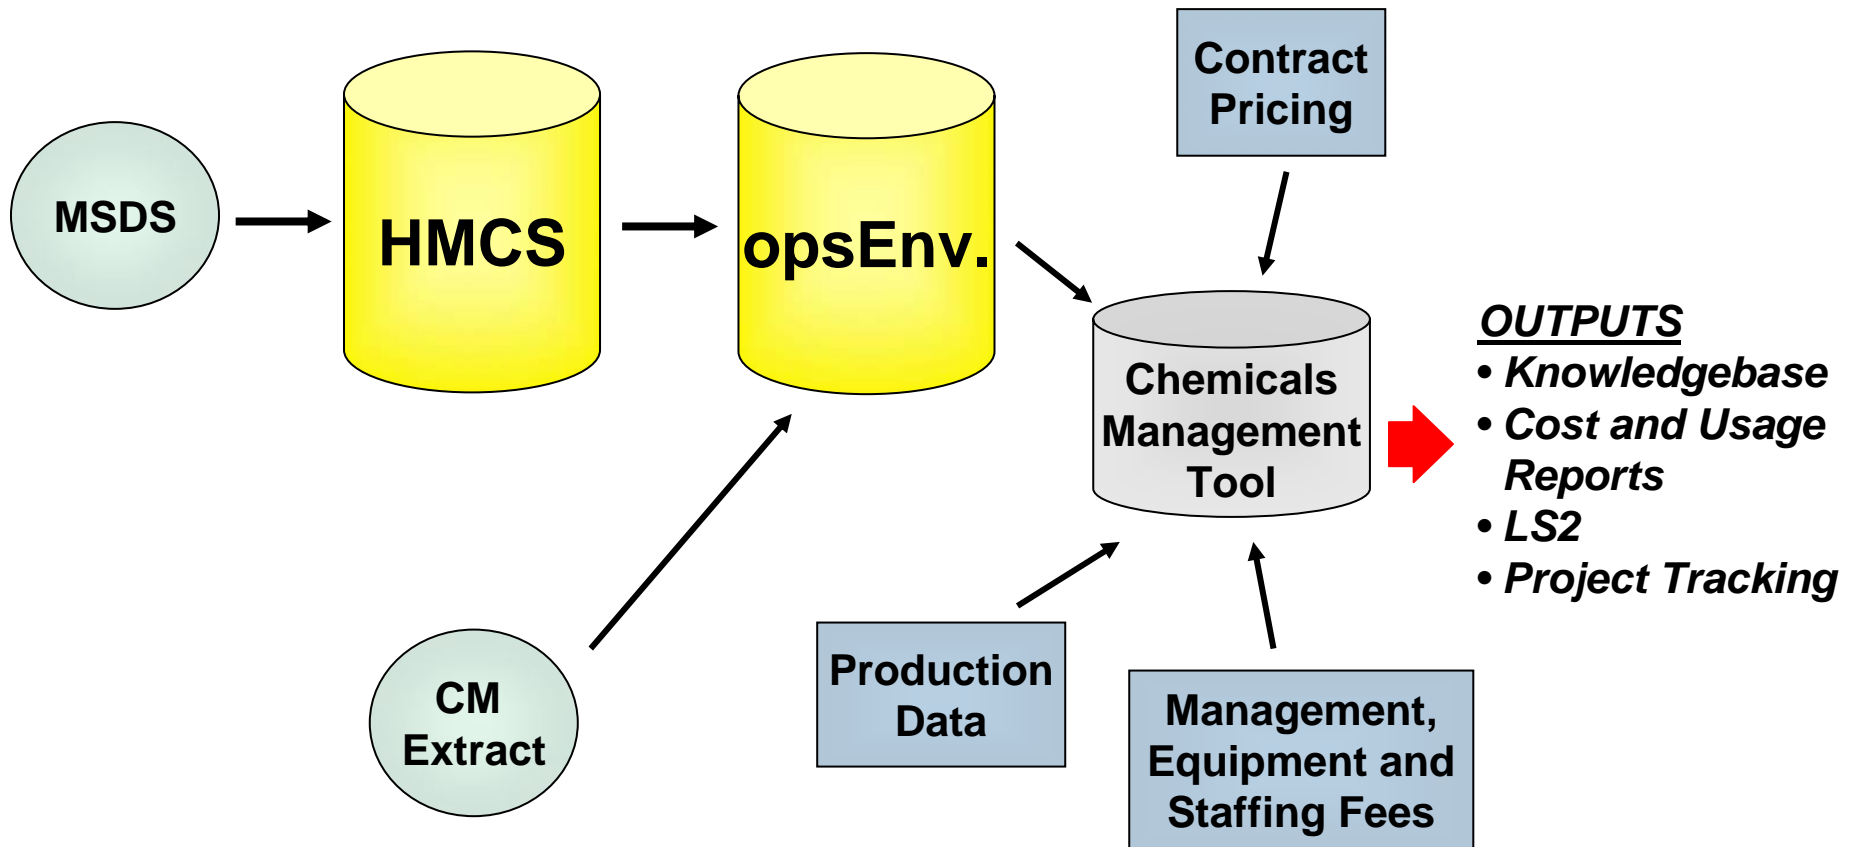 MSDS
HMCS
opsEnv.
Contract
Pricing
Chemicals
Management
Tool
OUTPUTS
• Knowledgebase
• Cost and Usage
Reports
• LS2
• Project Tracking
CM
Extract
Production
Data
Management,
Equipment and
Staffing Fees